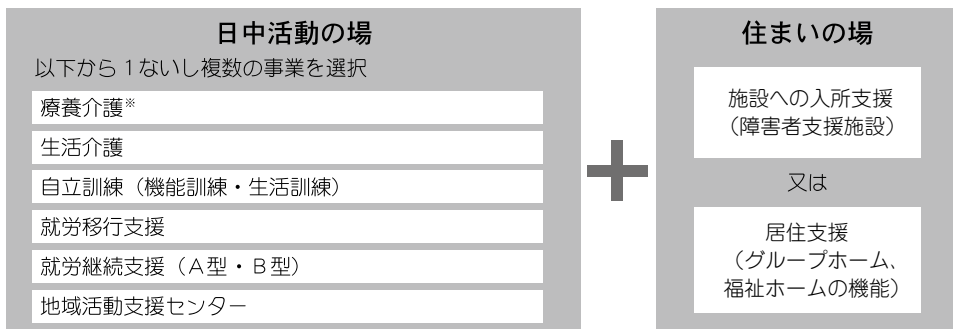 日中活動の場
以下から１ないし複数の事業を選択
療養介護※
生活介護
自立訓練（機能訓練・生活訓練）
就労移行支援
就労継続支援（Ａ型・Ｂ型）
地域活動支援センター
＋
住まいの場
施設への入所支援
（障害者支援施設）
又は
居住支援
（グループホーム、
福祉ホームの機能）